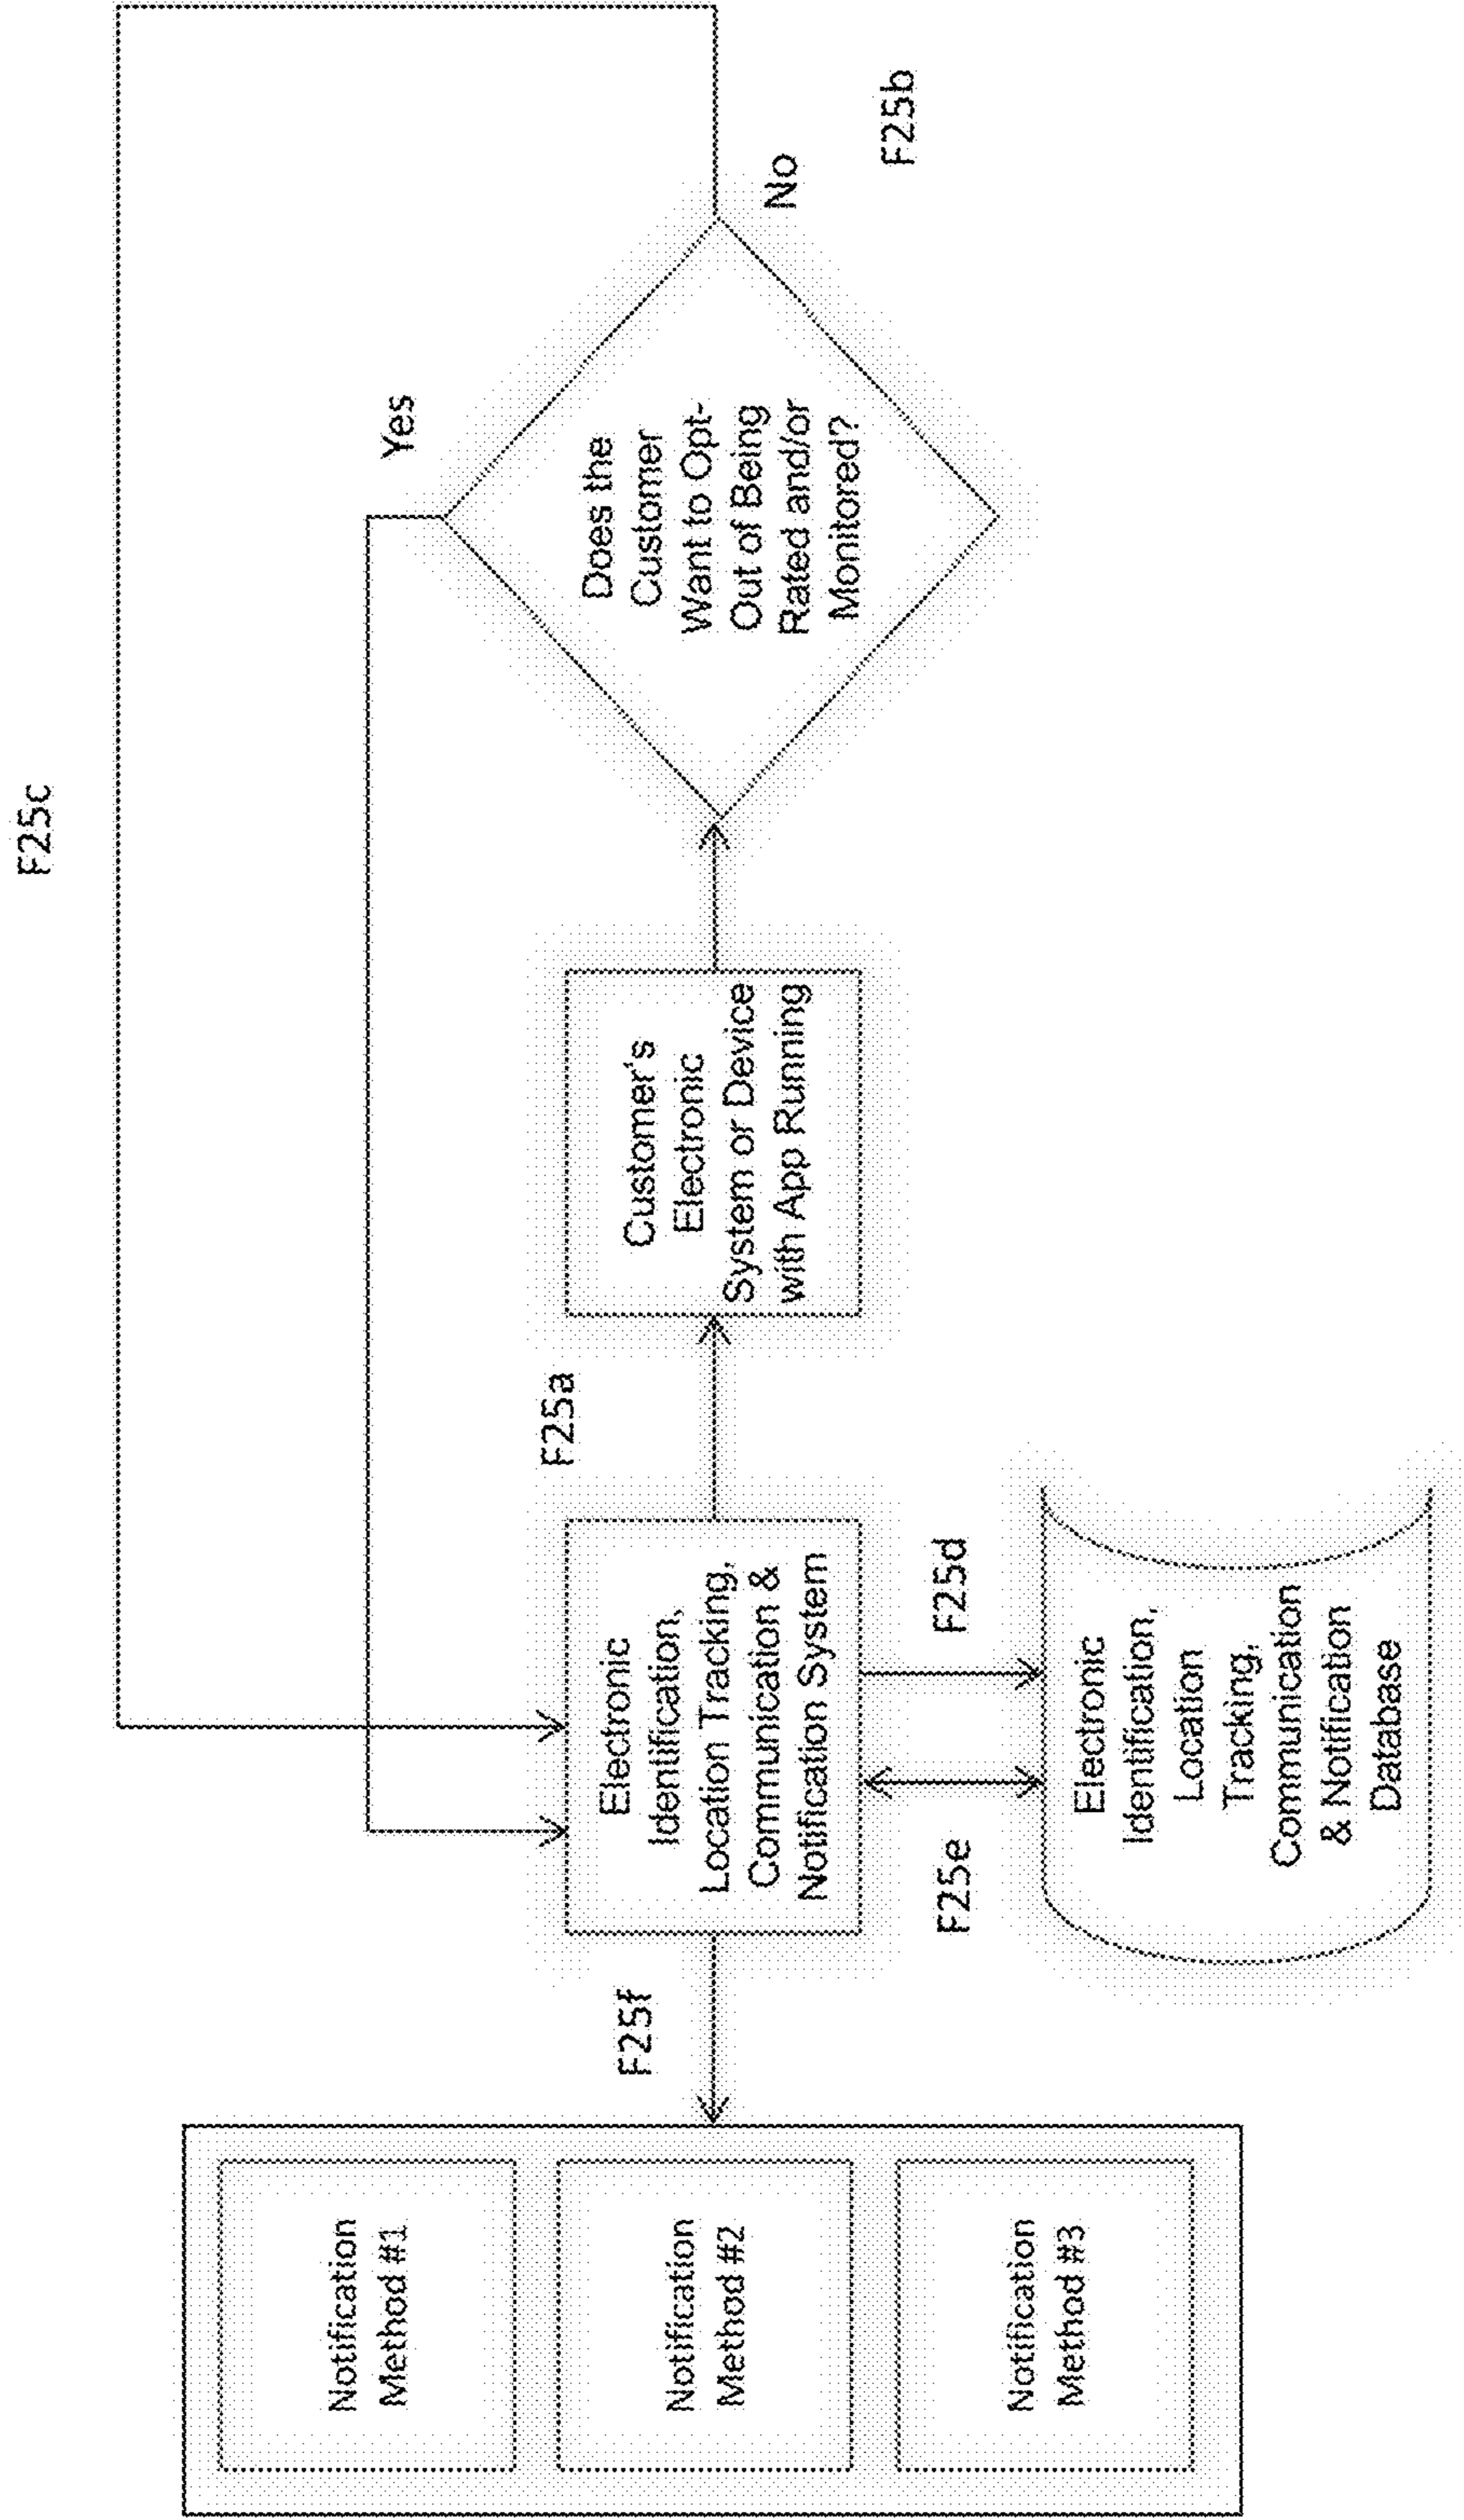 F25c
Yes
No
F25b
Does the
Customer
Want to Opt-
Out of Being
Rated and/or
Monitored?
Customer's
Electronic
System or Device
with App Running
F25a
Electronic
Identification,
Location Tracking,
Communication &
Notification System
F25d
F25e
Electronic
Identification,
Location
Tracking,
Communication
& Notification
Database
F25f
Notification
Method #1
Notification
Method #2
Notification
Method #3